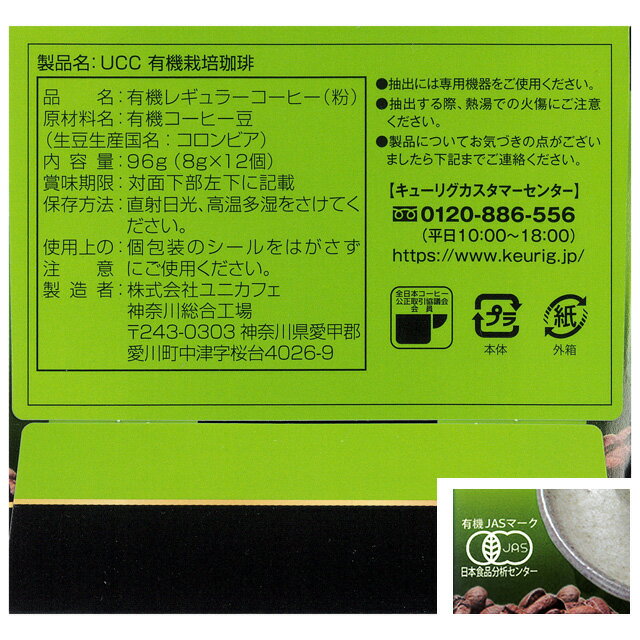 製品名：UCC 有機栽培珈琲
品名：有機レギュラーコーヒー（粉）
原材料名：有機コーヒー豆
（生豆生産国名：コロンビア）
内容量：96g（8g×12個）
賞味期限：対面下部左下に記載
保存方法：直射日光、高温多湿をさけてく
ださい。
使用上の：個包装のシールをはがさず
注意 にご使用ください。
製造者：株式会社ユニカフェ
神奈川総合工場
〒243-0303 神奈川県愛甲郡
愛川町中津字桜台4026-9
●抽出には専用機器をご使用ください。
●抽出する際、熱湯での火傷にご注意
ください。
●製品についてお気づきの点がござい
ましたら下記までご連絡ください。
【キューリグカスタマーセンター】
0120-886-556
（平日10:00〜18:00）
https://www.keurig.jp/
全日本コーヒー
公正取引協議会
会員
プラ
本体
紙
外箱
有機JASマーク
JAS
日本食品分析センター